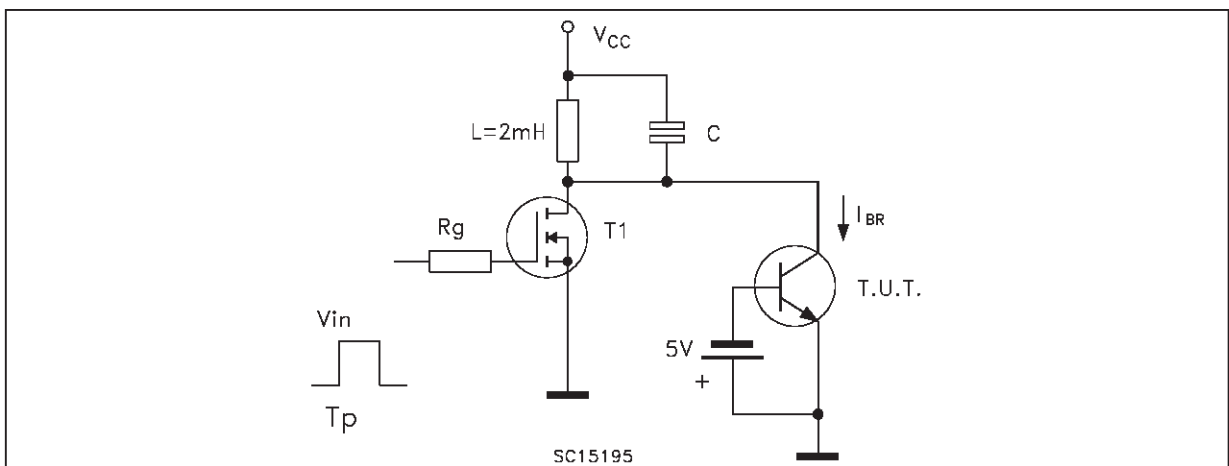 V_CC
L=2mH
C
Rg
T1
I_BR
T.U.T.
Vin
5V
+
Tp
SC15195